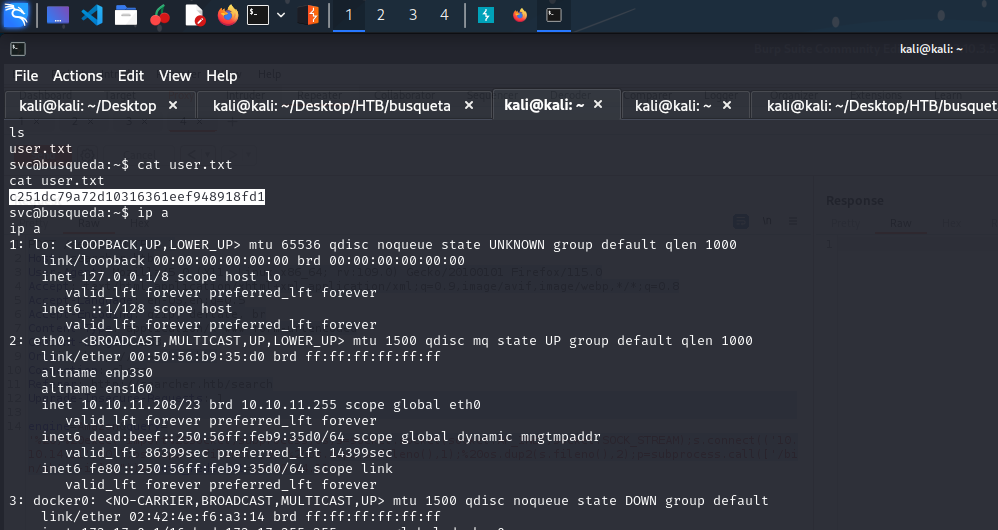 1 2 3 4
kali@kali: ~
File Actions Edit View Help
kali@kali: ~/Desktop × kali@kali: ~/Desktop/HTB/busqueta × kali@kali: ~ × kali@kali: ~ × kali@kali: ~/Desktop/HTB/busquet
ls
user.txt
svc@busqueda:~$ cat user.txt
cat user.txt
c251dc79a72d10316361eef948918fd1
svc@busqueda:~$ ip a
ip a
1: lo: <LOOPBACK,UP,LOWER_UP> mtu 65536 qdisc noqueue state UNKNOWN group default qlen 1000
link/loopback 00:00:00:00:00:00 brd 00:00:00:00:00:00
inet 127.0.0.1/8 scope host lo
valid_lft forever preferred_lft forever
inet6 ::1/128 scope host
valid_lft forever preferred_lft forever
2: eth0: <BROADCAST,MULTICAST,UP,LOWER_UP> mtu 1500 qdisc mq state UP group default qlen 1000
link/ether 00:50:56:b9:35:d0 brd ff:ff:ff:ff:ff:ff
altname enp3s0
altname ens160
inet 10.10.11.208/23 brd 10.10.11.255 scope global eth0
valid_lft forever preferred_lft forever
inet6 dead:beef::250:56ff:feb9:35d0/64 scope global dynamic mngtmpaddr
valid_lft 86399sec preferred_lft 14399sec
inet6 fe80::250:56ff:feb9:35d0/64 scope link
valid_lft forever preferred_lft forever
3: docker0: <NO-CARRIER,BROADCAST,MULTICAST,UP> mtu 1500 qdisc noqueue state DOWN group default
link/ether 02:42:4e:f6:a3:14 brd ff:ff:ff:ff:ff:ff
Response
Raw